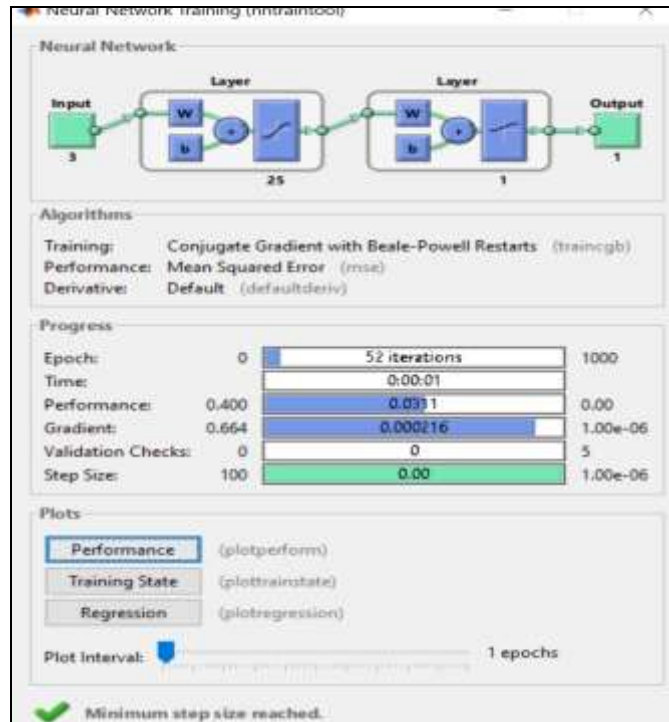 Neural Network Training (nntraintool)
Neural Network
Layer Layer
Input Output
W W
b b
+ +
3 25 1 1
Algorithms
Training: Conjugate Gradient with Beale-Powell Restarts (traincgb)
Performance: Mean Squared Error (mse)
Derivative: Default (defaultderiv)
Progress
Epoch: 0 52 iterations 1000
Time: 0:00:01
Performance: 0.400 0.0311 0.00
Gradient: 0.664 0.000216 1.00e-06
Validation Checks: 0 0 5
Step Size: 100 0.00 1.00e-06
Plots
Performance (plotperform)
Training State (plottrainstate)
Regression (plotregression)
Plot Interval: 1 epochs
Minimum step size reached.